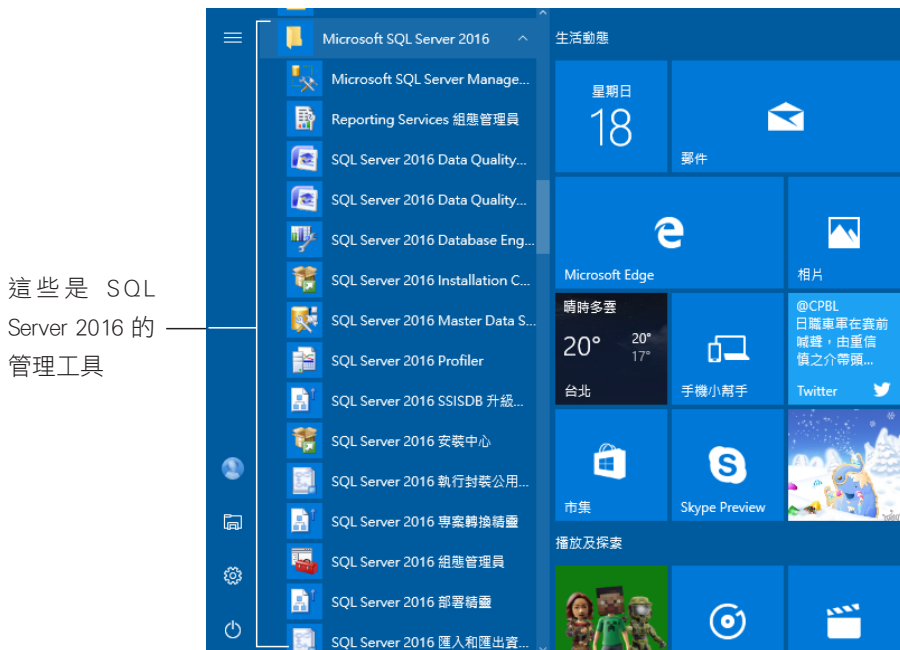 這些是 SQL
Server 2016 的
管理工具
Microsoft SQL Server 2016
Microsoft SQL Server Manage...
Reporting Services 組態管理員
SQL Server 2016 Data Quality...
SQL Server 2016 Data Quality...
SQL Server 2016 Database Eng...
SQL Server 2016 Installation C...
SQL Server 2016 Master Data S...
SQL Server 2016 Profiler
SQL Server 2016 SSISDB 升級...
SQL Server 2016 安裝中心
SQL Server 2016 執行封裝公用...
SQL Server 2016 專案轉換精靈
SQL Server 2016 組態管理員
SQL Server 2016 部署精靈
SQL Server 2016 匯入和匯出資...
生活動態
星期日
18
郵件
Microsoft Edge
相片
晴時多雲
20°
20°
17°
台北
手機小幫手
@CPBL
日職東軍在賽前
喊聲，由重信
慎之介帶頭...
Twitter
市集
Skype Preview
播放及探索